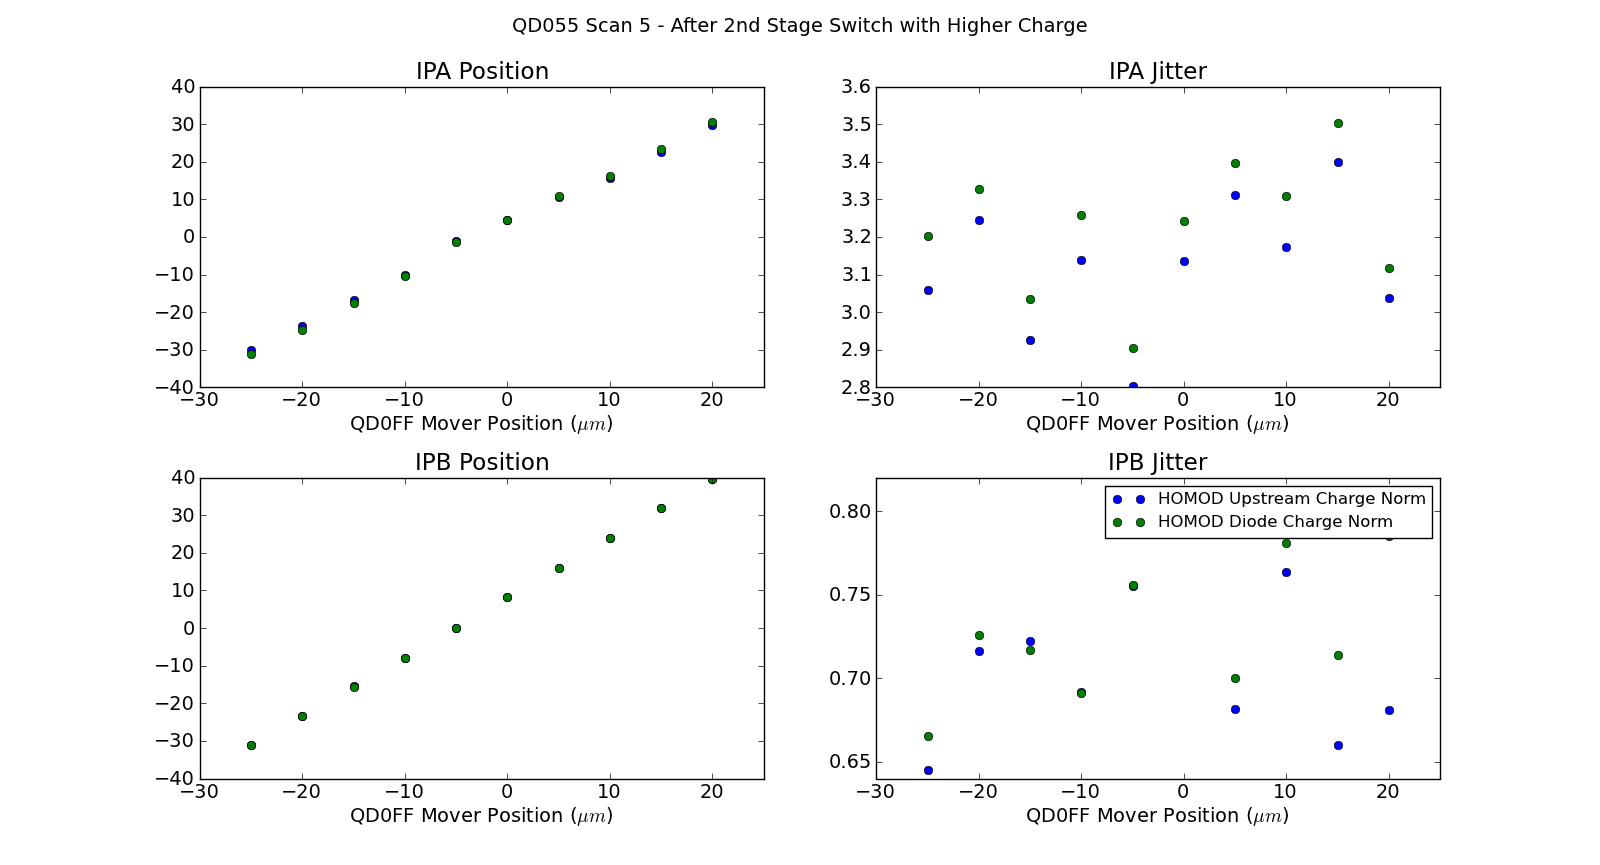 QD055 Scan 5 - After 2nd Stage Switch with Higher Charge
IPA Position
40
30
20
10
0
−10
−20
−30
−40
−30 −20 −10 0 10 20
QD0FF Mover Position (μm)
IPA Jitter
3.6
3.5
3.4
3.3
3.2
3.1
3.0
2.9
2.8
−30 −20 −10 0 10 20
QD0FF Mover Position (μm)
IPB Position
40
30
20
10
0
−10
−20
−30
−40
−30 −20 −10 0 10 20
QD0FF Mover Position (μm)
IPB Jitter
HOMOD Upstream Charge Norm
HOMOD Diode Charge Norm
0.80
0.75
0.70
0.65
−30 −20 −10 0 10 20
QD0FF Mover Position (μm)